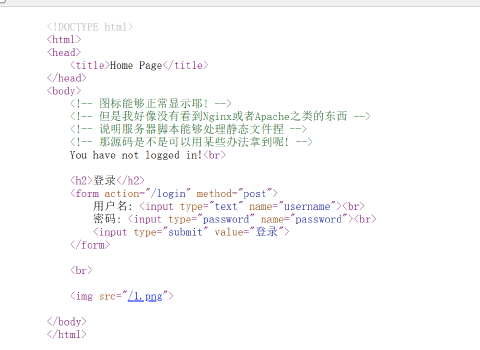 <!DOCTYPE html>
<html>
<head>
<title>Home Page</title>
</head>
<body>
<!-- 图标能够正常显示耶! -->
<!-- 但是我好像没有看到Nginx或者Apache之类的东西 -->
<!-- 说明服务器脚本能够处理静态文件捏 -->
<!-- 那源码是不是可以用某些办法拿到呢! -->
You have not logged in!<br>
<h2>登录</h2>
<form action="/login" method="post">
用户名: <input type="text" name="username"><br>
密码: <input type="password" name="password"><br>
<input type="submit" value="登录">
</form>
<br>
<img src="/1.png">
</body>
</html>